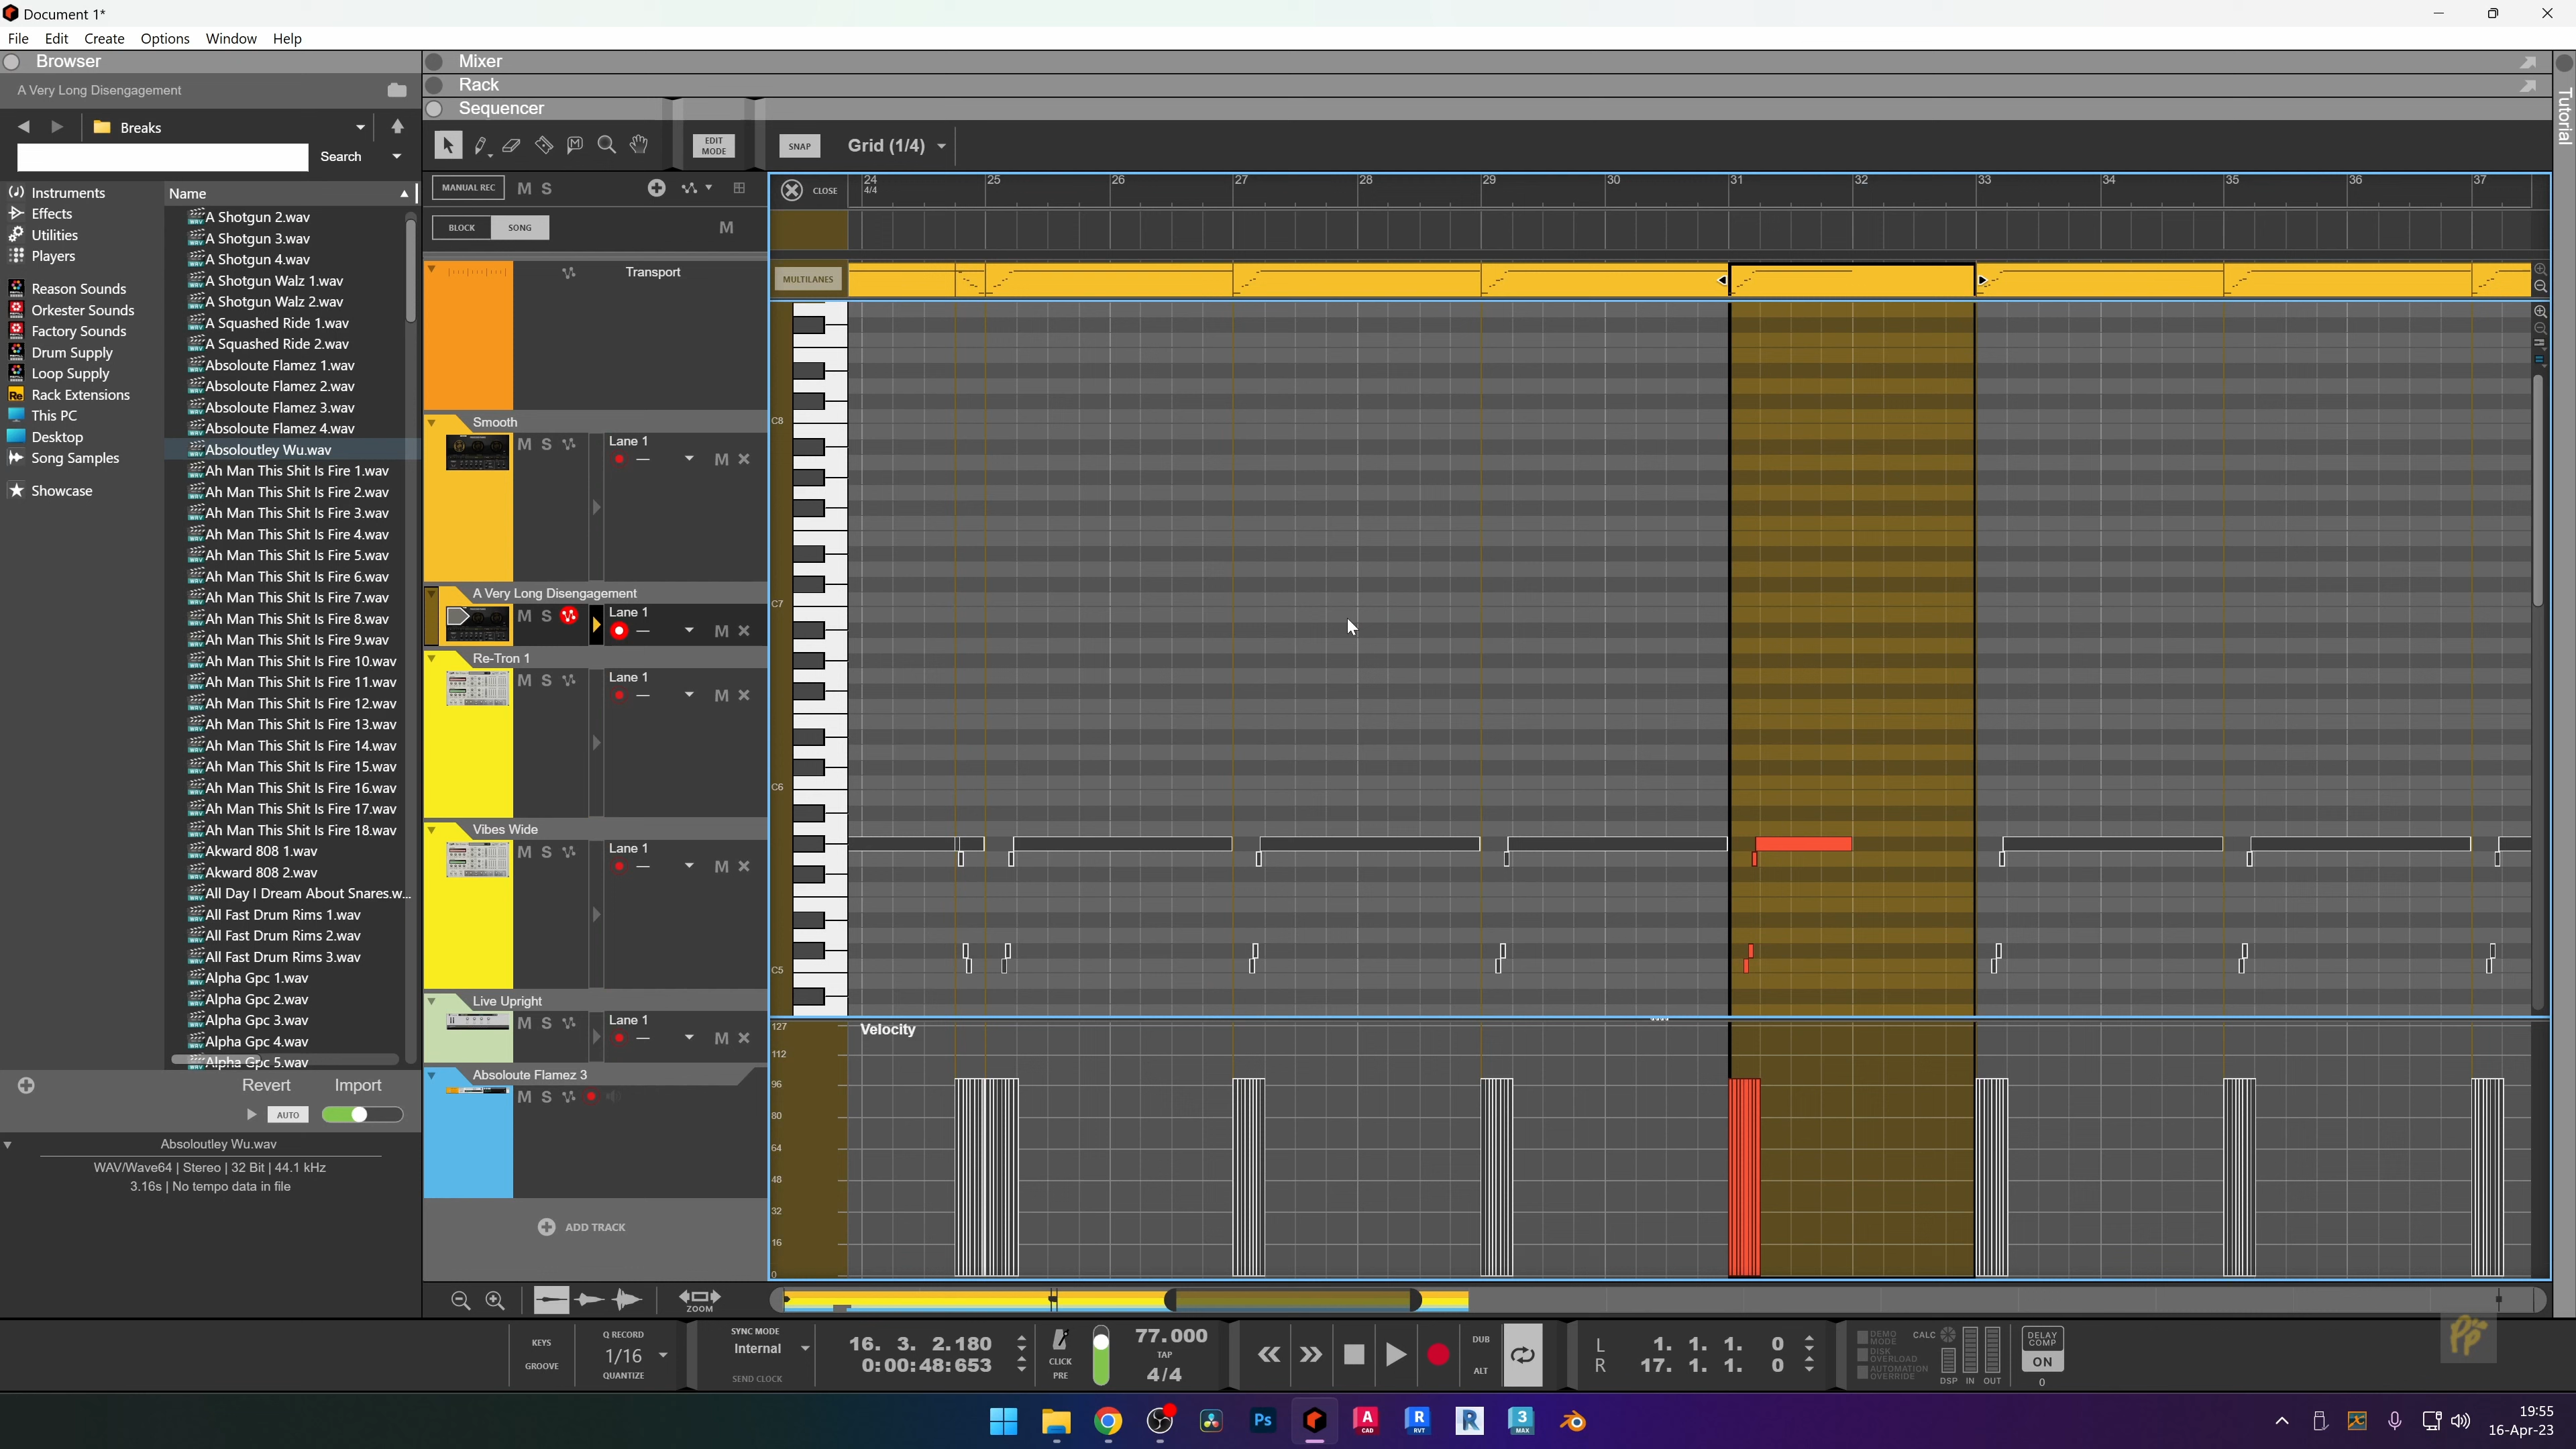 Document 1*
File Edit Create Options Window Help
Browser
A Very Long Disengagement
Breaks
Search
Instruments
Effects
Utilities
Players
Reason Sounds
Orkester Sounds
Factory Sounds
Drum Supply
Loop Supply
Rack Extensions
This PC
Desktop
Song Samples
Showcase
Name
A Shotgun 2.wav
A Shotgun 3.wav
A Shotgun 4.wav
A Shotgun Walz 1.wav
A Shotgun Walz 2.wav
A Squashed Ride 1.wav
A Squashed Ride 2.wav
Absoloute Flamez 1.wav
Absoloute Flamez 2.wav
Absoloute Flamez 3.wav
Absoloute Flamez 4.wav
Absoloutley Wu.wav
Ah Man This Shit Is Fire 1.wav
Ah Man This Shit Is Fire 2.wav
Ah Man This Shit Is Fire 3.wav
Ah Man This Shit Is Fire 4.wav
Ah Man This Shit Is Fire 5.wav
Ah Man This Shit Is Fire 6.wav
Ah Man This Shit Is Fire 7.wav
Ah Man This Shit Is Fire 8.wav
Ah Man This Shit Is Fire 9.wav
Ah Man This Shit Is Fire 10.wav
Ah Man This Shit Is Fire 11.wav
Ah Man This Shit Is Fire 12.wav
Ah Man This Shit Is Fire 13.wav
Ah Man This Shit Is Fire 14.wav
Ah Man This Shit Is Fire 15.wav
Ah Man This Shit Is Fire 16.wav
Ah Man This Shit Is Fire 17.wav
Ah Man This Shit Is Fire 18.wav
Akward 808 1.wav
Akward 808 2.wav
All Day I Dream About Snares.w...
All Fast Drum Rims 1.wav
All Fast Drum Rims 2.wav
All Fast Drum Rims 3.wav
Alpha Gpc 1.wav
Alpha Gpc 2.wav
Alpha Gpc 3.wav
Alpha Gpc 4.wav
Alpha Gpc 5.wav
Revert Import
AUTO
Absoloutley Wu.wav
WAV/Wave64 | Stereo | 32 Bit | 44.1 kHz
3.16s | No tempo data in file
Mixer
Rack
Sequencer
Tutorial
EDIT MODE
SNAP
Grid (1/4)
MANUAL REC M S
BLOCK SONG M
Transport
Smooth
M S Lane 1
M
A Very Long Disengagement
M S Lane 1
M
Re-Tron 1
M S Lane 1
M
Vibes Wide
M S Lane 1
M
Live Upright
M S Lane 1
M
Absoloute Flamez 3
M S
ADD TRACK
CLOSE
24 25 26 27 28 29 30 31 32 33 34 35 36 37
4/4
MULTILANES
C8
C7
C6
C5
Velocity
127
112
96
80
64
48
32
16
0
ZOOM
KEYS
GROOVE
Q RECORD
1/16
QUANTIZE
SYNC MODE
Internal
SEND CLOCK
16. 3. 2.180
0:00:48:653
CLICK
PRE
77.000
TAP
4/4
DUB
ALT
L 1. 1. 1. 0
R 17. 1. 1. 0
DEMO MODE
DISK OVERLOAD
AUTOMATION OVERRIDE
CALC
DSP IN OUT
DELAY COMP
ON
0
PP
Ps
CAD
RVT
R
3
MAX
19:55
16-Apr-23